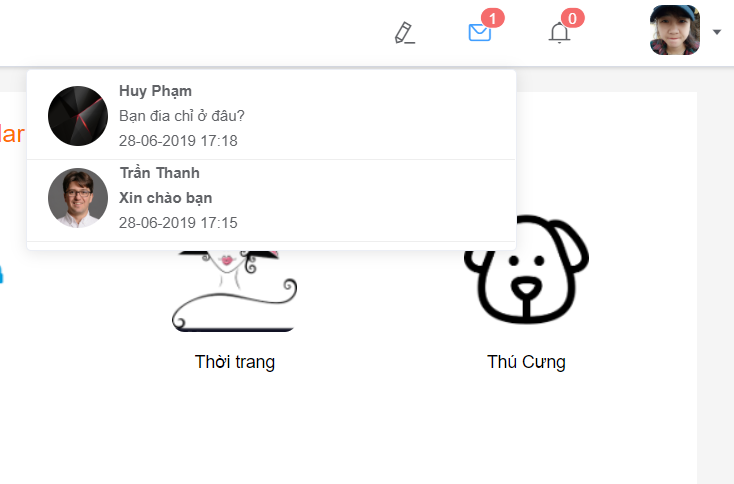 1
0
Huy Phạm
Bạn đia chỉ ở đâu?
28-06-2019 17:18
Trần Thanh
Xin chào bạn
28-06-2019 17:15
Thời trang
Thú Cưng